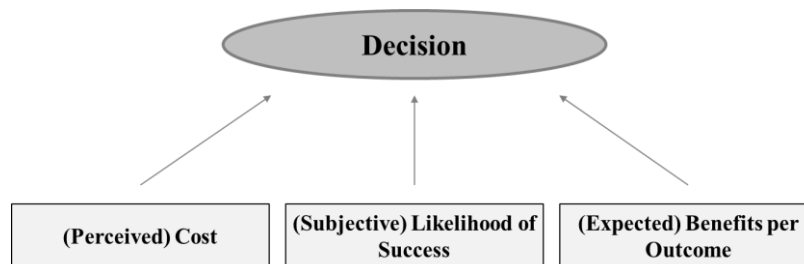 Decision
(Perceived) Cost
(Subjective) Likelihood of
Success
(Expected) Benefits per
Outcome